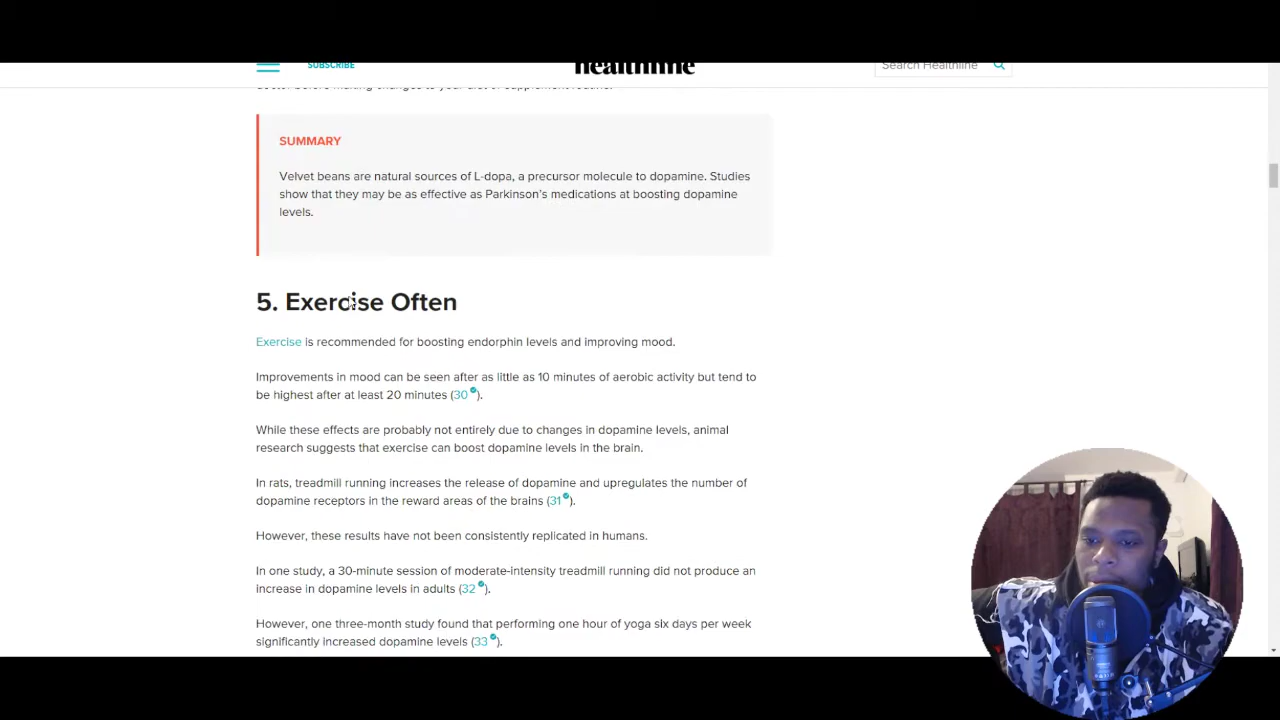 SUBSCRIBE
healthline
Search Healthline
doctor before making changes to your diet or supplement routine.
SUMMARY
Velvet beans are natural sources of L-dopa, a precursor molecule to dopamine. Studies
show that they may be as effective as Parkinson's medications at boosting dopamine
levels.
5. Exercise Often
Exercise is recommended for boosting endorphin levels and improving mood.
Improvements in mood can be seen after as little as 10 minutes of aerobic activity but tend to
be highest after at least 20 minutes (30).
While these effects are probably not entirely due to changes in dopamine levels, animal
research suggests that exercise can boost dopamine levels in the brain.
In rats, treadmill running increases the release of dopamine and upregulates the number of
dopamine receptors in the reward areas of the brains (31).
However, these results have not been consistently replicated in humans.
In one study, a 30-minute session of moderate-intensity treadmill running did not produce an
increase in dopamine levels in adults (32).
However, one three-month study found that performing one hour of yoga six days per week
significantly increased dopamine levels (33).